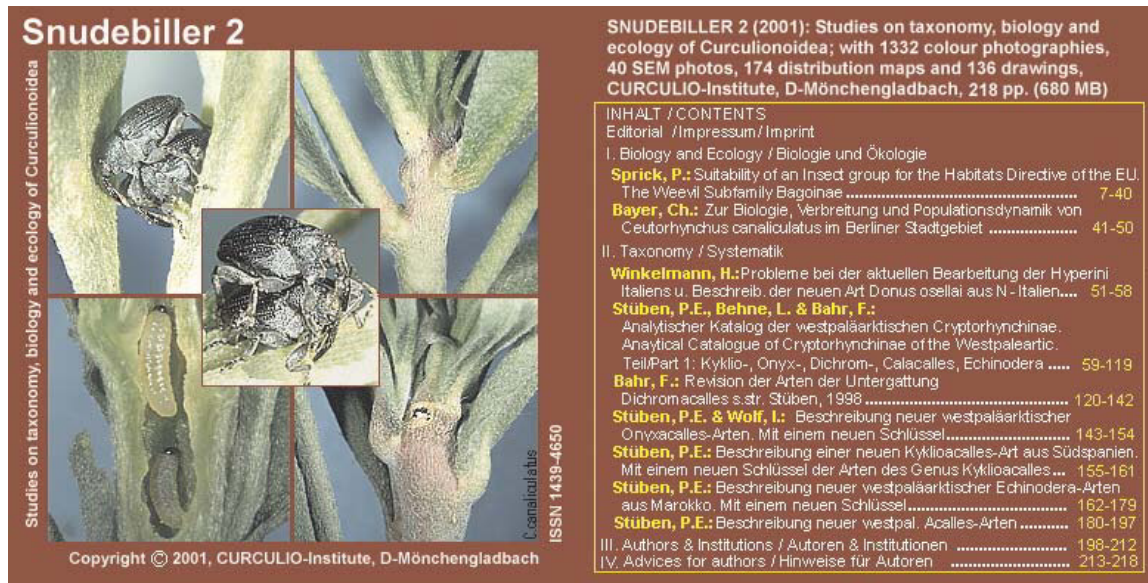 Snudebiller 2
Studies on taxonomy, biology and ecology of Curculionoidea
C.canaliculatus
ISSN 1439-4650
Copyright © 2001, CURCULIO-Institute, D-Mönchengladbach
SNUDEBILLER 2 (2001): Studies on taxonomy, biology and
ecology of Curculionoidea; with 1332 colour photographies,
40 SEM photos, 174 distribution maps and 136 drawings,
CURCULIO-Institute, D-Mönchengladbach, 218 pp. (680 MB)
INHALT / CONTENTS
Editorial / Impressum / Imprint
I. Biology and Ecology / Biologie und Ökologie
Sprick, P.: Suitability of an Insect group for the Habitats Directive of the EU.
The Weevil Subfamily Bagoinae ........ 7-40
Bayer, Ch.: Zur Biologie, Verbreitung und Populationsdynamik von
Ceutorhynchus canaliculatus im Berliner Stadtgebiet ........ 41-50
II. Taxonomy / Systematik
Winkelmann, H.: Probleme bei der aktuellen Bearbeitung der Hyperini
Italiens u. Beschreib. der neuen Art Donus osellai aus N - Italien.... 51-58
Stüben, P.E., Behne, L. & Bahr, F.:
Analytischer Katalog der westpaläarktischen Cryptorhynchinae.
Anaytical Catalogue of Cryptorhynchinae of the Westpaleartic.
Teil/Part 1: Kyklio-, Onyx-, Dichrom-, Calacalles, Echinodera ..... 59-119
Bahr, F.: Revision der Arten der Untergattung
Dichromacalles s.str. Stüben, 1998 ........ 120-142
Stüben, P.E. & Wolf, I.: Beschreibung neuer westpaläarktischer
Onyxacalles-Arten. Mit einem neuen Schlüssel ........ 143-154
Stüben, P.E.: Beschreibung einer neuen Kyklioacalles-Art aus Südspanien.
Mit einem neuen Schlüssel der Arten des Genus Kyklioacalles... 155-161
Stüben, P.E.: Beschreibung neuer westpaläarktischer Echinodera-Arten
aus Marokko. Mit einem neuen Schlüssel ........ 162-179
Stüben, P.E.: Beschreibung neuer westpal. Acalles-Arten ........ 180-197
III. Authors & Institutions / Autoren & Institutionen ........ 198-212
IV. Advices for authors / Hinweise für Autoren ........ 213-218